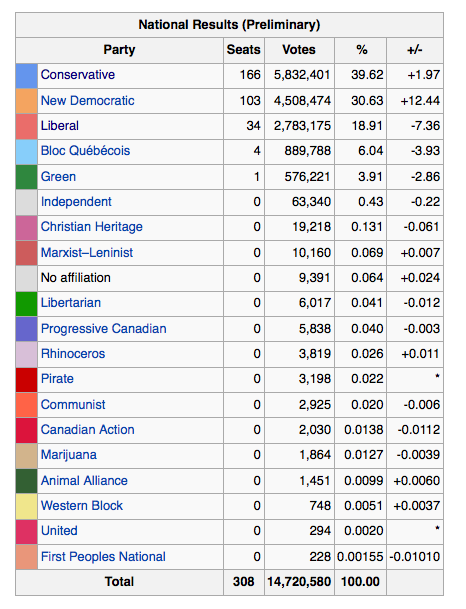 National Results (Preliminary)
Party Seats Votes % +/-
Conservative 166 5,832,401 39.62 +1.97
New Democratic 103 4,508,474 30.63 +12.44
Liberal 34 2,783,175 18.91 -7.36
Bloc Québécois 4 889,788 6.04 -3.93
Green 1 576,221 3.91 -2.86
Independent 0 63,340 0.43 -0.22
Christian Heritage 0 19,218 0.131 -0.061
Marxist–Leninist 0 10,160 0.069 +0.007
No affiliation 0 9,391 0.064 +0.024
Libertarian 0 6,017 0.041 -0.012
Progressive Canadian 0 5,838 0.040 -0.003
Rhinoceros 0 3,819 0.026 +0.011
Pirate 0 3,198 0.022 *
Communist 0 2,925 0.020 -0.006
Canadian Action 0 2,030 0.0138 -0.0112
Marijuana 0 1,864 0.0127 -0.0039
Animal Alliance 0 1,451 0.0099 +0.0060
Western Block 0 748 0.0051 +0.0037
United 0 294 0.0020 *
First Peoples National 0 228 0.00155 -0.01010
Total 308 14,720,580 100.00